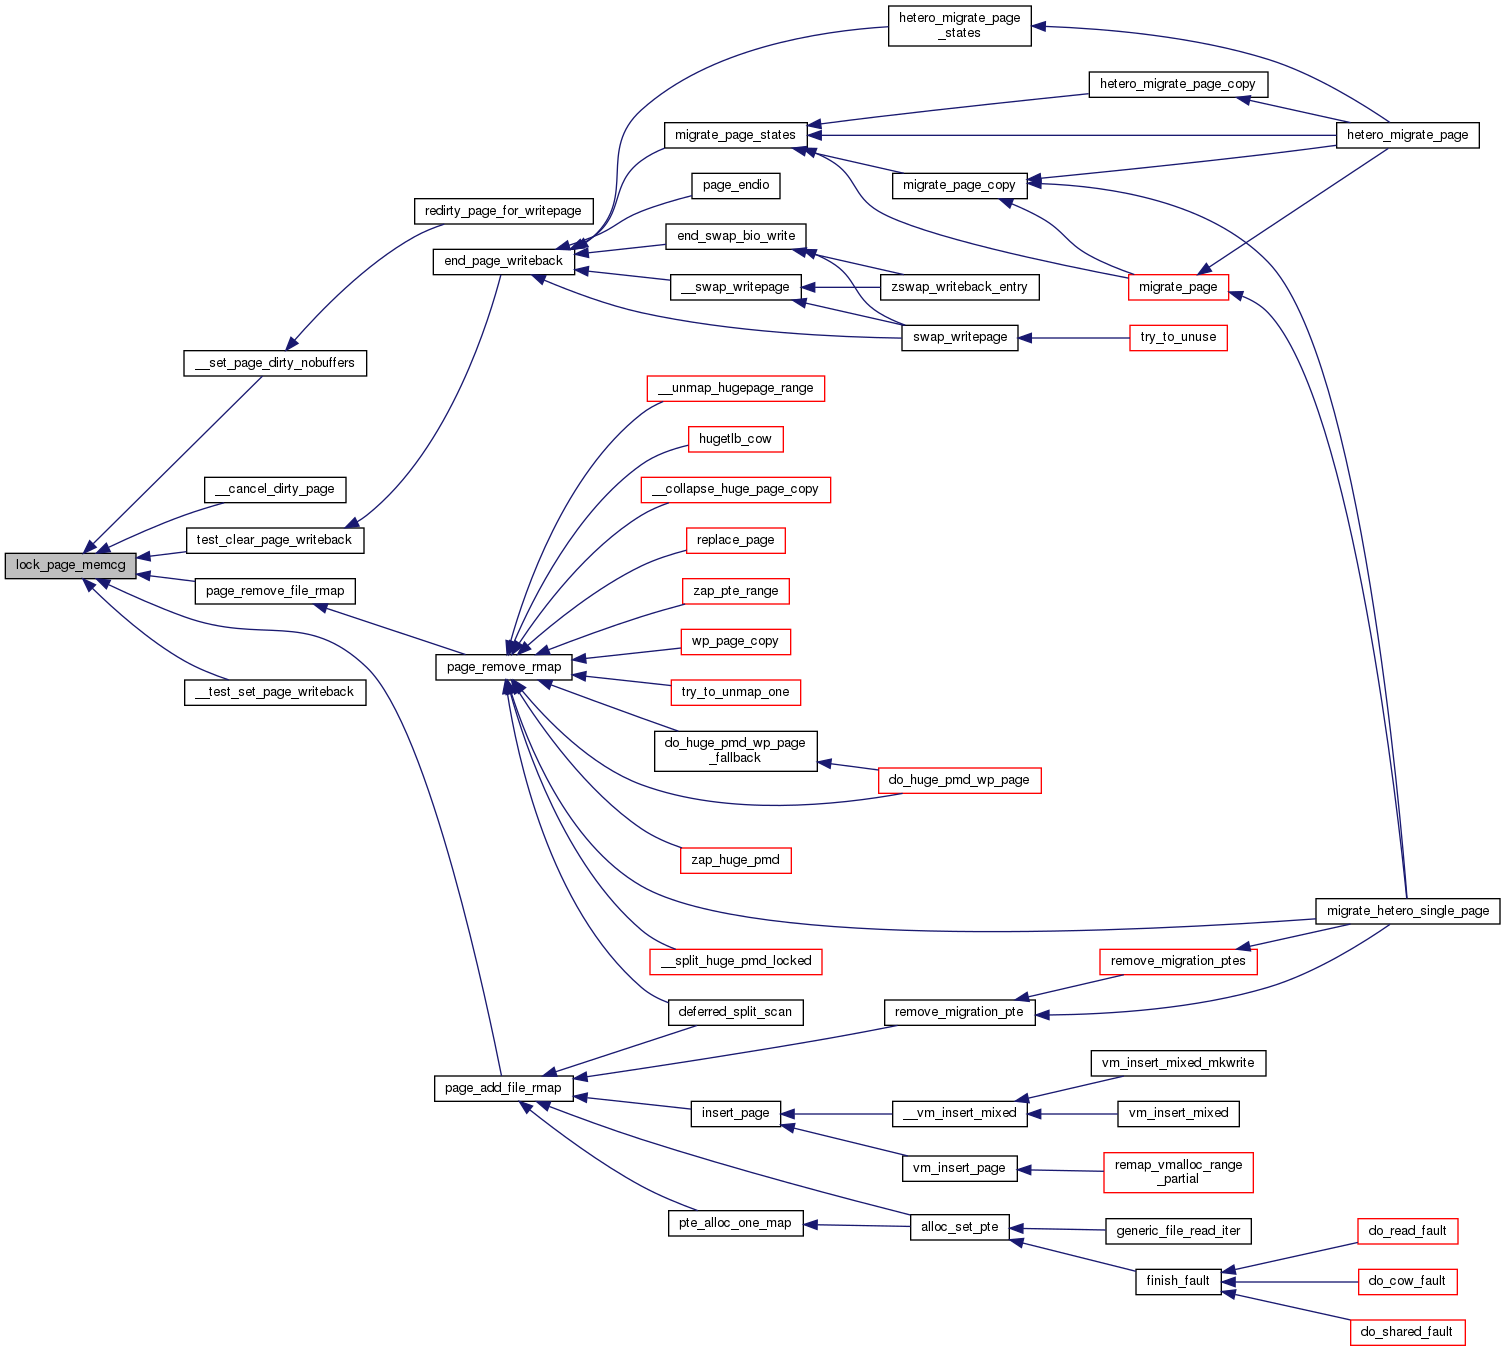 hetero_migrate_page
_states
hetero_migrate_page_copy
migrate_page_states
hetero_migrate_page
page_endio
migrate_page_copy
redirty_page_for_writepage
end_swap_bio_write
end_page_writeback
__swap_writepage
zswap_writeback_entry
migrate_page
swap_writepage
try_to_unuse
__set_page_dirty_nobuffers
__unmap_hugepage_range
hugetlb_cow
__cancel_dirty_page
__collapse_huge_page_copy
test_clear_page_writeback
replace_page
lock_page_memcg
page_remove_file_rmap
zap_pte_range
wp_page_copy
page_remove_rmap
__test_set_page_writeback
try_to_unmap_one
do_huge_pmd_wp_page
_fallback
do_huge_pmd_wp_page
zap_huge_pmd
migrate_hetero_single_page
__split_huge_pmd_locked
remove_migration_ptes
deferred_split_scan
remove_migration_pte
vm_insert_mixed_mkwrite
page_add_file_rmap
insert_page
__vm_insert_mixed
vm_insert_mixed
vm_insert_page
remap_vmalloc_range
_partial
pte_alloc_one_map
alloc_set_pte
generic_file_read_iter
do_read_fault
finish_fault
do_cow_fault
do_shared_fault